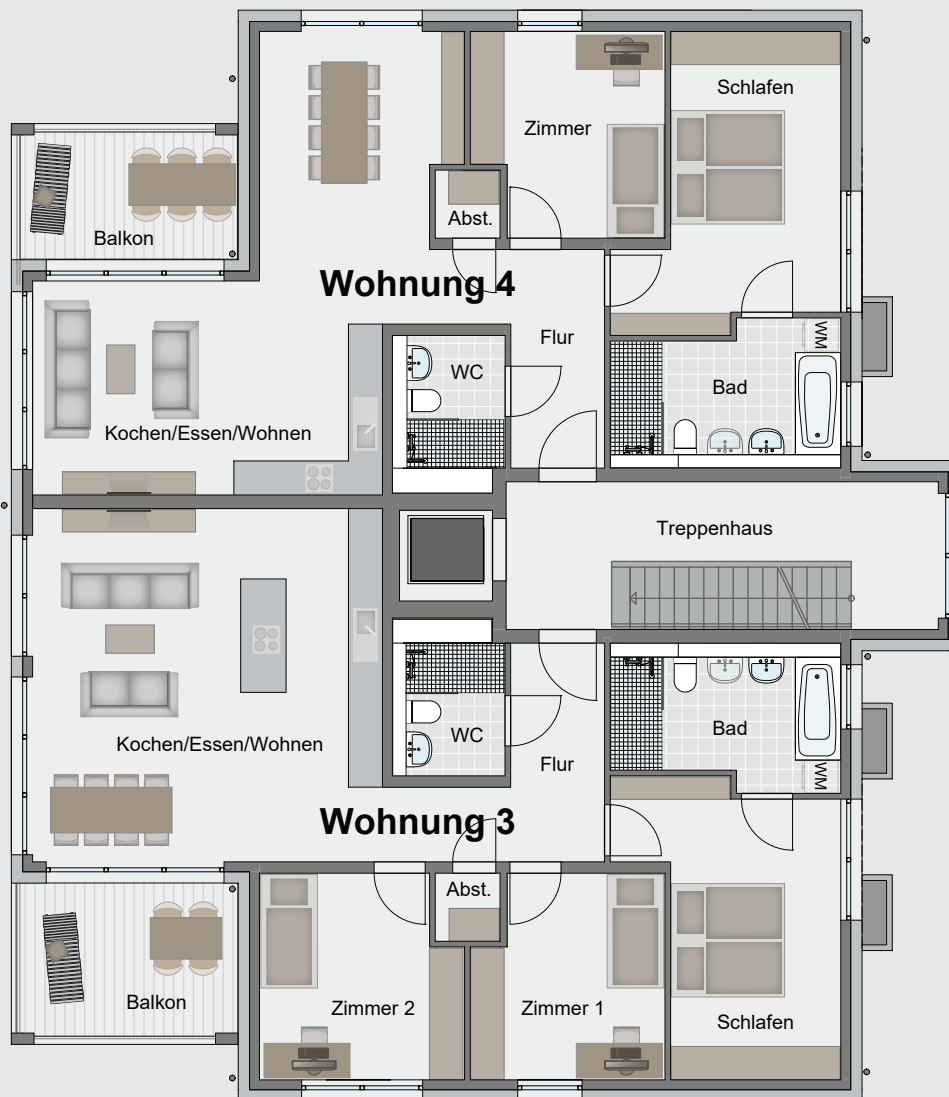 Schlafen
Zimmer
Abst.
Balkon
Wohnung 4
Flur
WM
WC
Bad
Kochen/Essen/Wohnen
Treppenhaus
Bad
WC
Kochen/Essen/Wohnen
Flur
WM
Wohnung 3
Abst.
Balkon
Zimmer 2
Zimmer 1
Schlafen